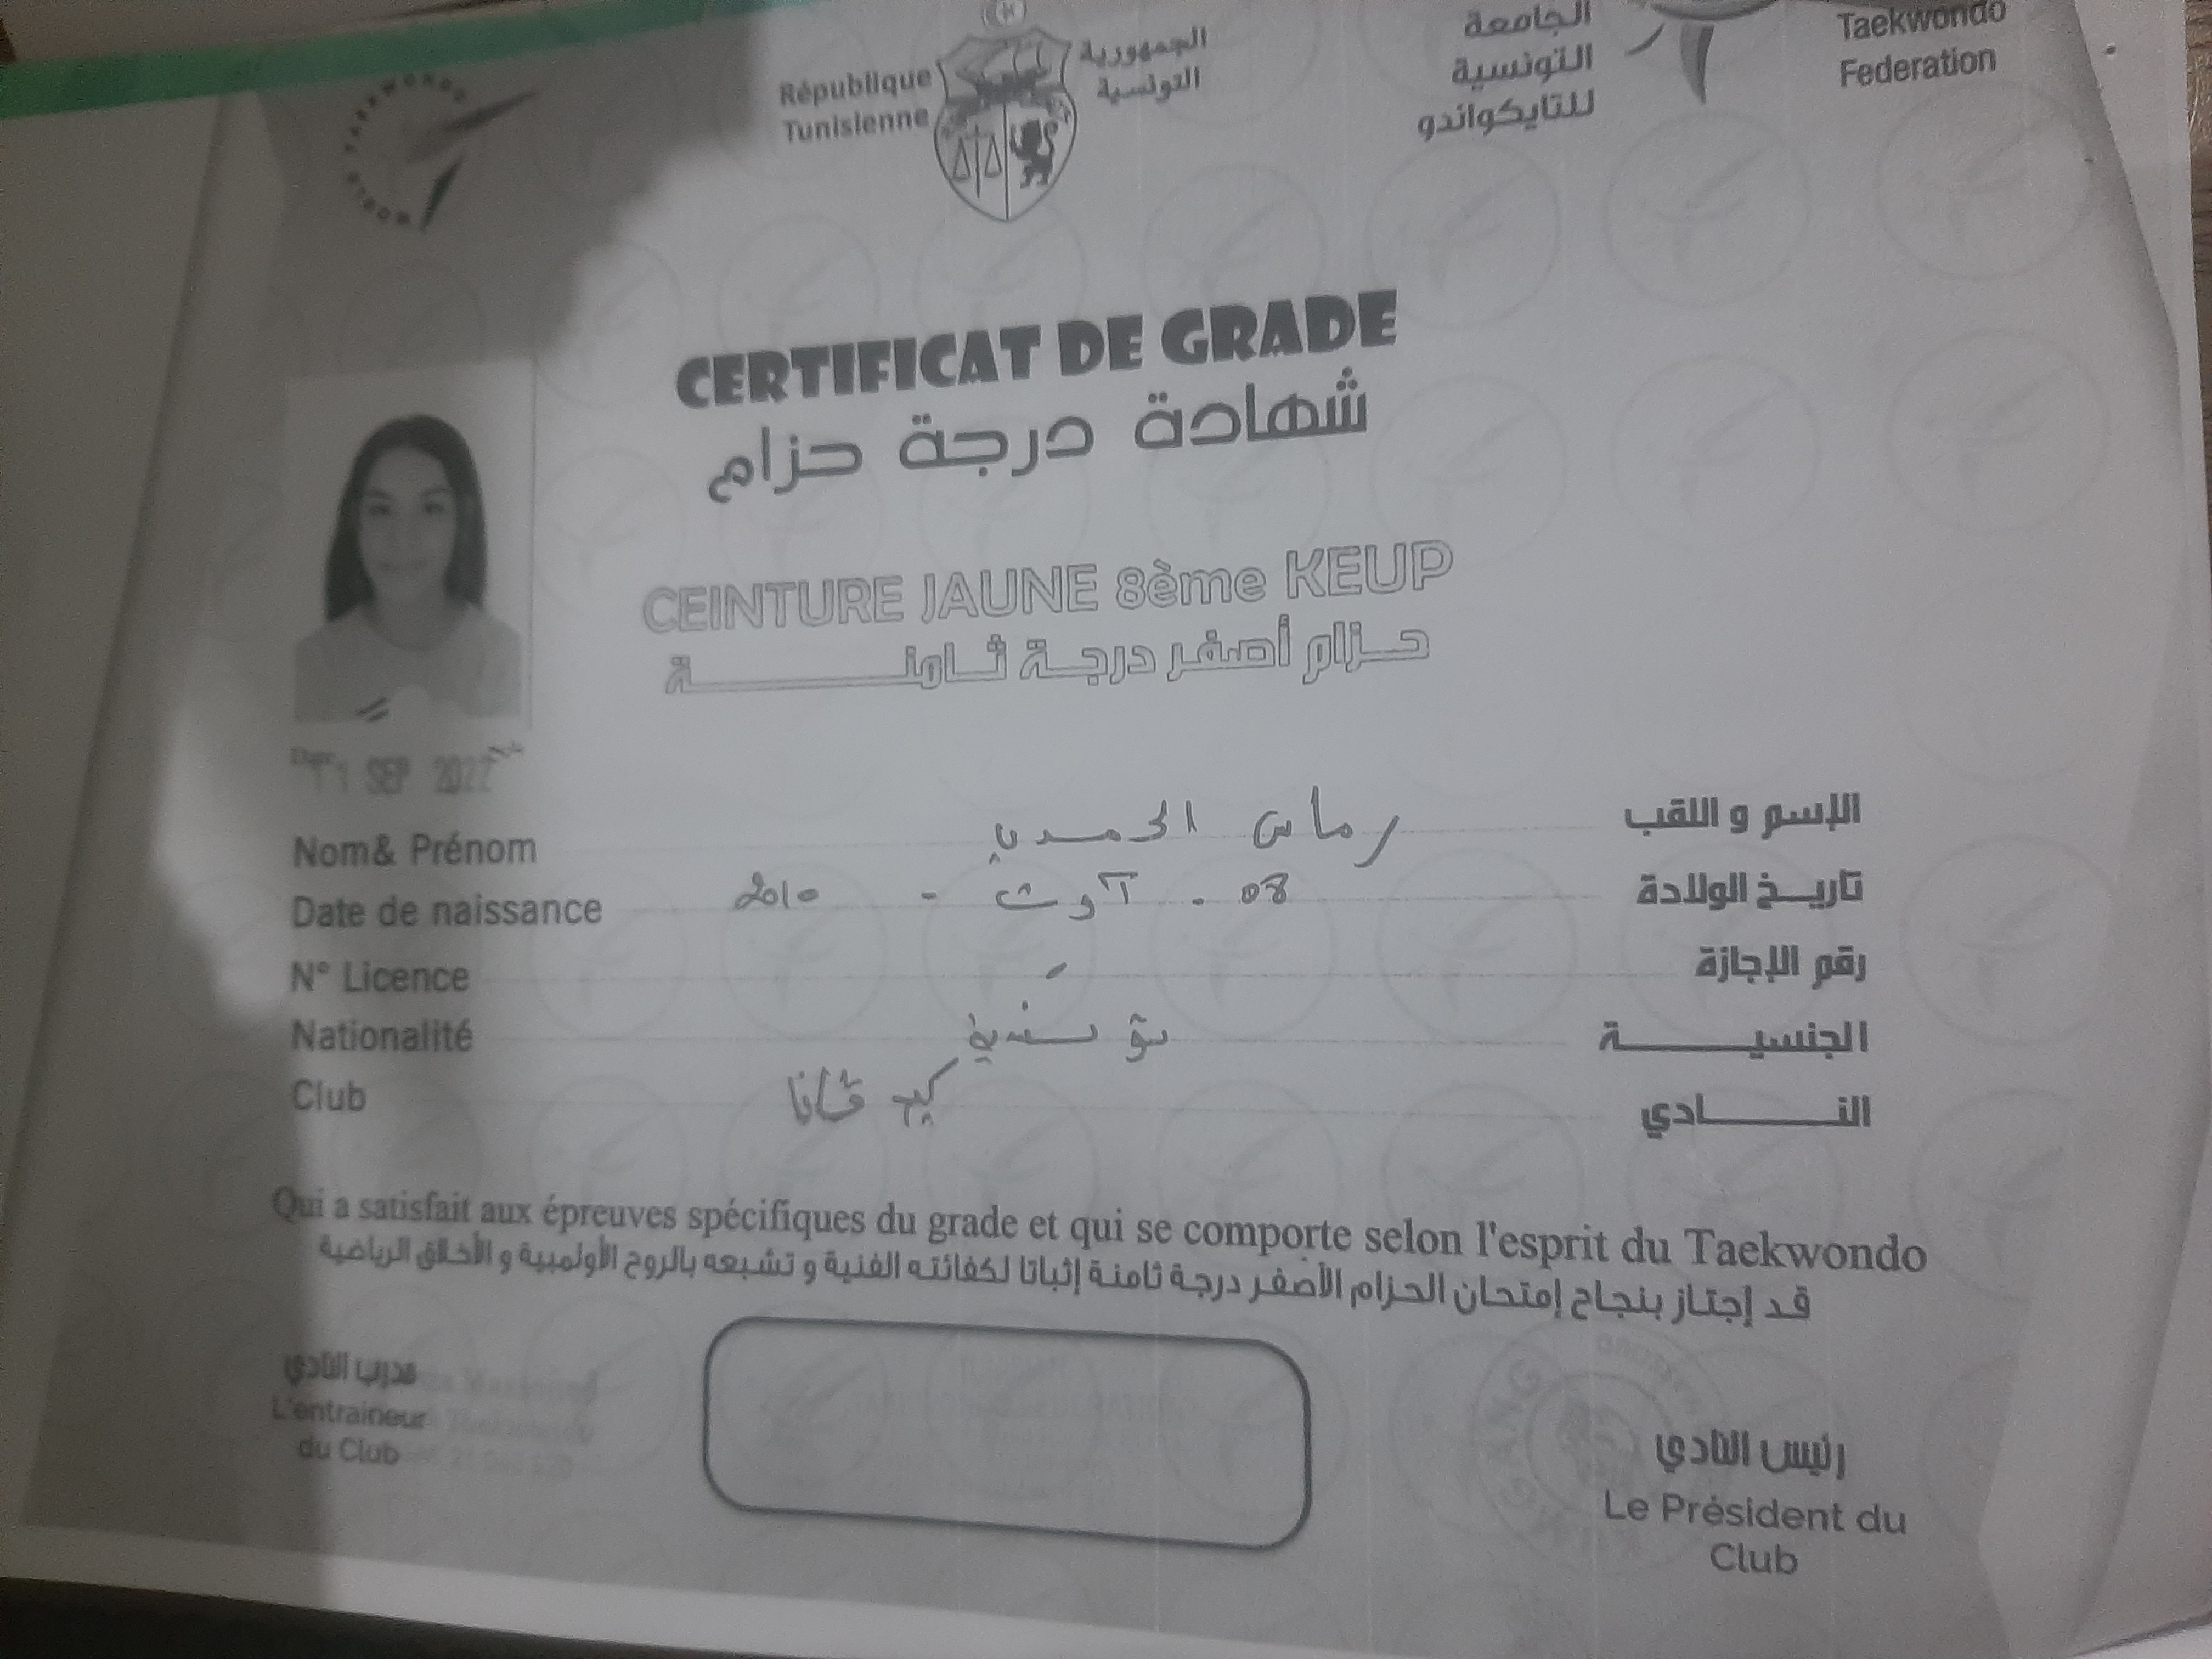 TAEKWONDO
WORLD
République
Tunisienne
الجمهورية
التونسية
الجامعة
التونسية
للتايكواندو
Taekwondo
Federation
CERTIFICAT DE GRADE
شهادة درجة حزام
CEINTURE JAUNE 8ème KEUP
حزام أصفر درجة ثامنة
11 SEP 2022
Nom& Prénom رماس الحمدي الإسم و اللقب
Date de naissance 08 - أوت - 2010 تاريخ الولادة
N° Licence رقم الإجازة
Nationalité تونسية الجنسية
Club النادي
Qui a satisfait aux épreuves spécifiques du grade et qui se comporte selon l'esprit du Taekwondo
قد إجتاز بنجاح إمتحان الحزام الأصفر درجة ثامنة إثباتا لكفائته الفنية و تشبعه بالروح الأولمبية و الأخلاق الرياضية
مدرب النادي
L'entraineur
du Club
رئيس النادي
Le Président du
Club